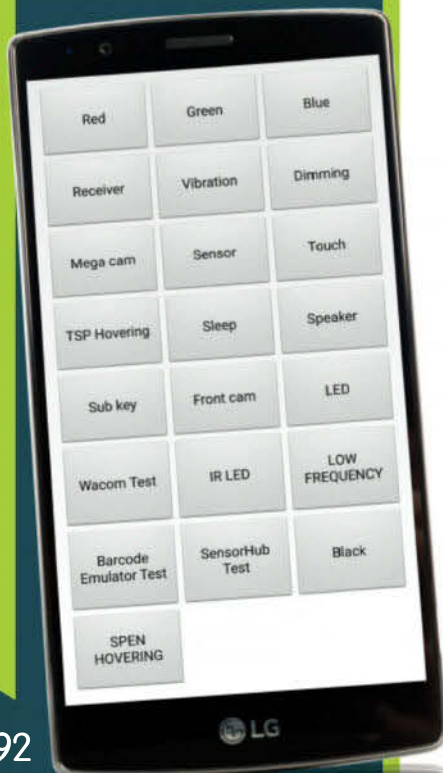 Red
Green
Blue
Receiver
Vibration
Dimming
Mega cam
Sensor
Touch
TSP Hovering
Sleep
Speaker
Sub key
Front cam
LED
Wacom Test
IR LED
LOW
FREQUENCY
Barcode
Emulator Test
SensorHub
Test
Black
SPEN
HOVERING
LG
92